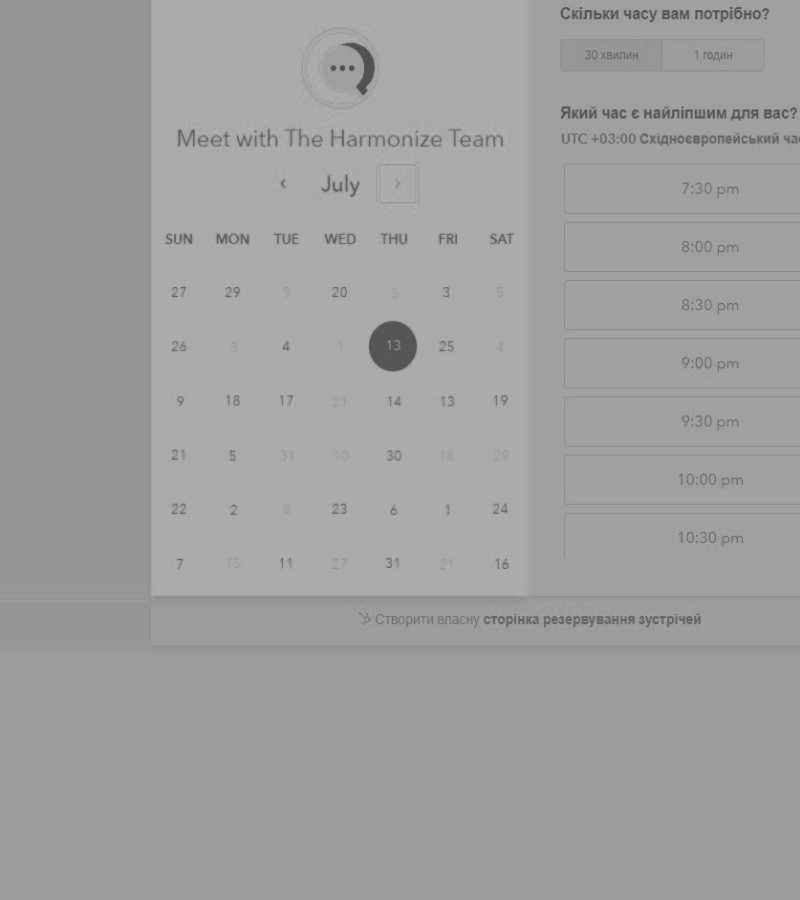 Meet with The Harmonize Team
July
SUN MON TUE WED THU FRI SAT
27 29 9 20 3 3 5
26 3 4 1 13 25 4
9 18 17 21 14 13 19
21 5 31 10 30 18 29
22 2 8 23 6 1 24
7 15 11 27 31 21 16
Скільки часу вам потрібно?
30 хвилин 1 годин
Який час є найліпшим для вас?
UTC +03:00 Східноєвропейський
7:30 pm
8:00 pm
8:30 pm
9:00 pm
9:30 pm
10:00 pm
10:30 pm
Створити власну сторінка резервування зустрічей